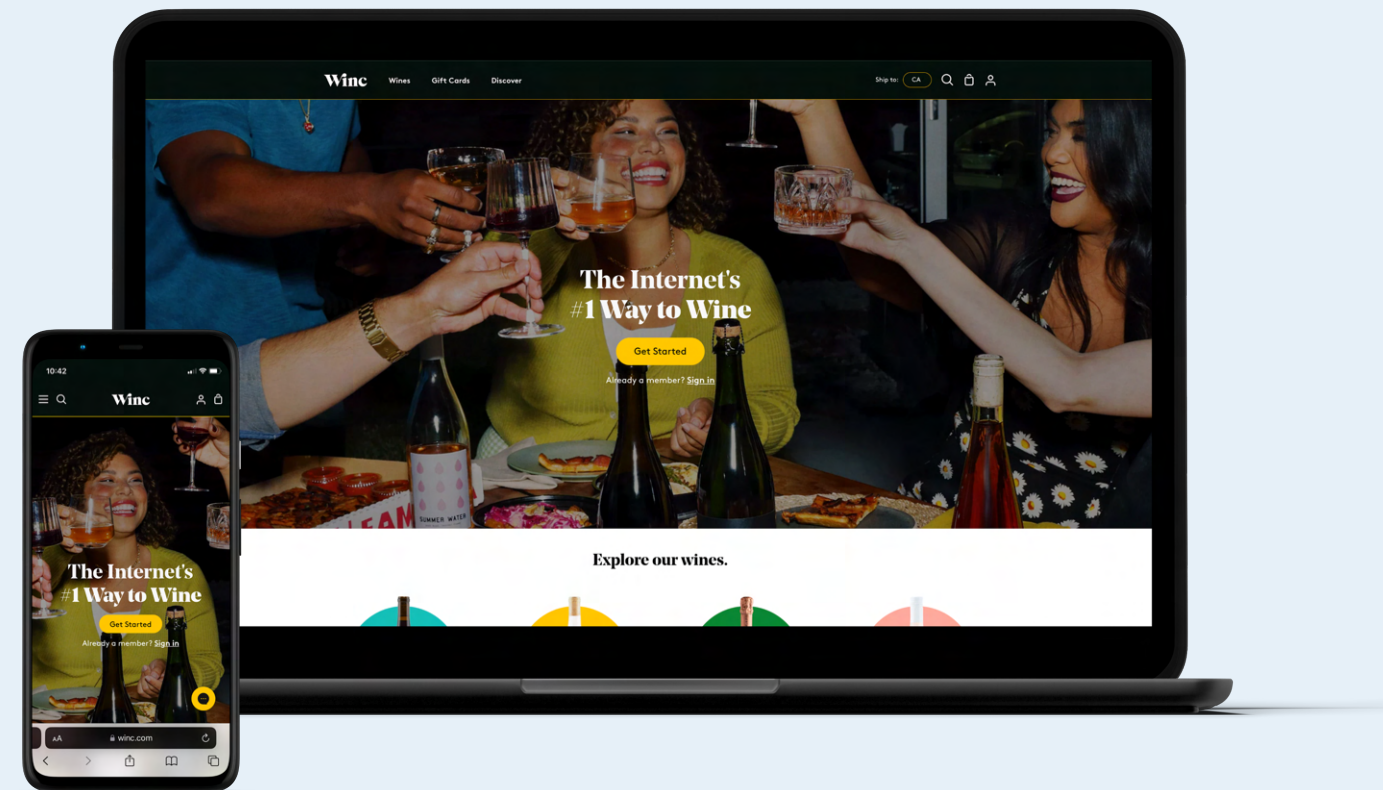 Winc
Wines
Gift Cards
Discover
Ship to:
CA
The Internet's
#1 Way to Wine
Get Started
Already a member? Sign in
SUMMER WATER
Explore our wines.
10:42
Winc
The Internet's
#1 Way to Wine
Get Started
Already a member? Sign in
AA
winc.com